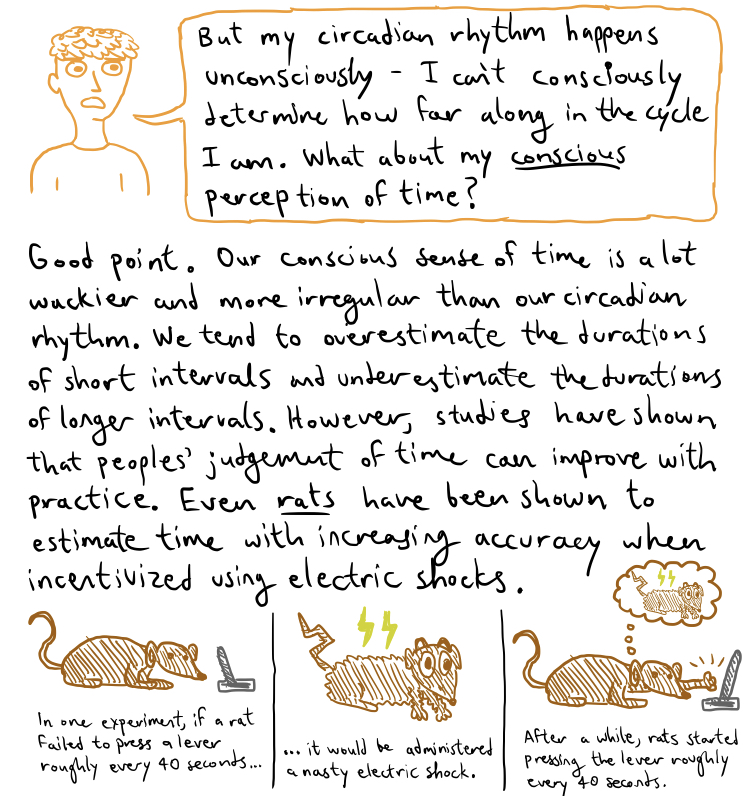 But my circadian rhythm happens
unconsciously - I can't consciously
determine how far along in the cycle
I am. What about my conscious
perception of time?
Good point. Our conscious sense of time is a lot
wackier and more irregular than our circadian
rhythm. We tend to overestimate the durations
of short intervals and underestimate the durations
of longer intervals. However, studies have shown
that peoples' judgement of time can improve with
practice. Even rats have been shown to
estimate time with increasing accuracy when
incentivized using electric shocks.
In one experiment, if a rat
failed to press a lever
roughly every 40 seconds...
... it would be administered
a nasty electric shock.
After a while, rats started
pressing the lever roughly
every 40 seconds.